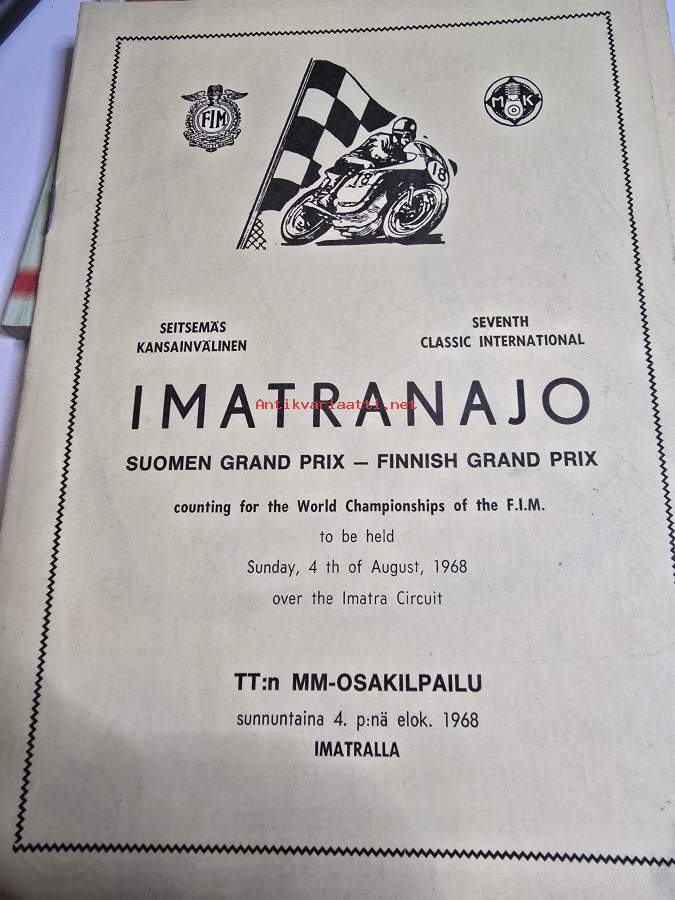 FIM
MK
18
18
SEITSEMÄS
KANSAINVÄLINEN
SEVENTH
CLASSIC INTERNATIONAL
IMATRANAJO
Antikvariaatti.net
SUOMEN GRAND PRIX — FINNISH GRAND PRIX
counting for the World Championships of the F.I.M.
to be held
Sunday, 4 th of August, 1968
over the Imatra Circuit
TT:n MM-OSAKILPAILU
sunnuntaina 4. p:nä elok. 1968
IMATRALLA